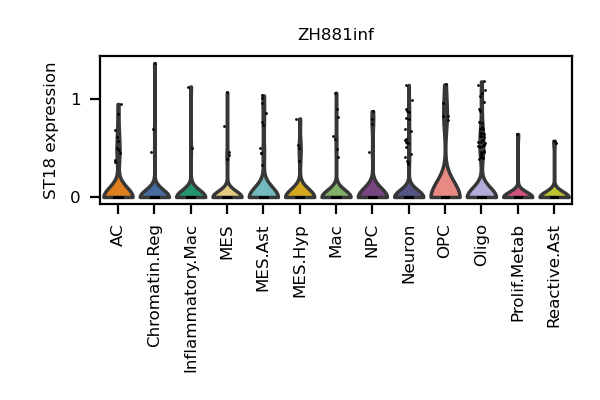 ZH881inf
ST18 expression
1
0
AC
Chromatin.Reg
Inflammatory.Mac
MES
MES.Ast
MES.Hyp
Mac
NPC
Neuron
OPC
Oligo
Prolif.Metab
Reactive.Ast